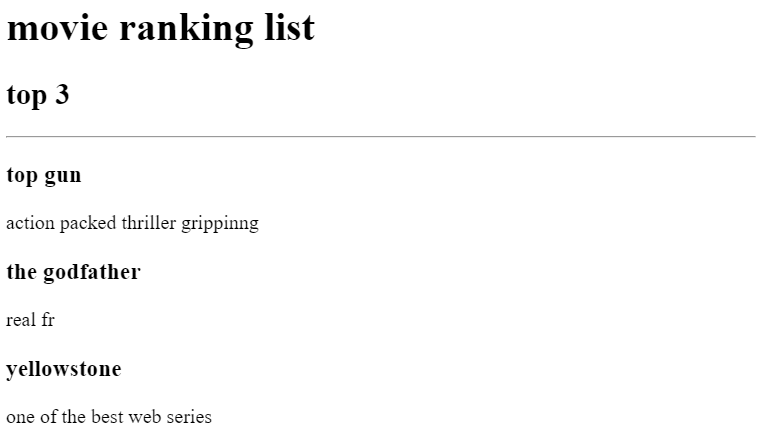 movie ranking list
top 3
top gun
action packed thriller grippinng
the godfather
real fr
yellowstone
one of the best web series